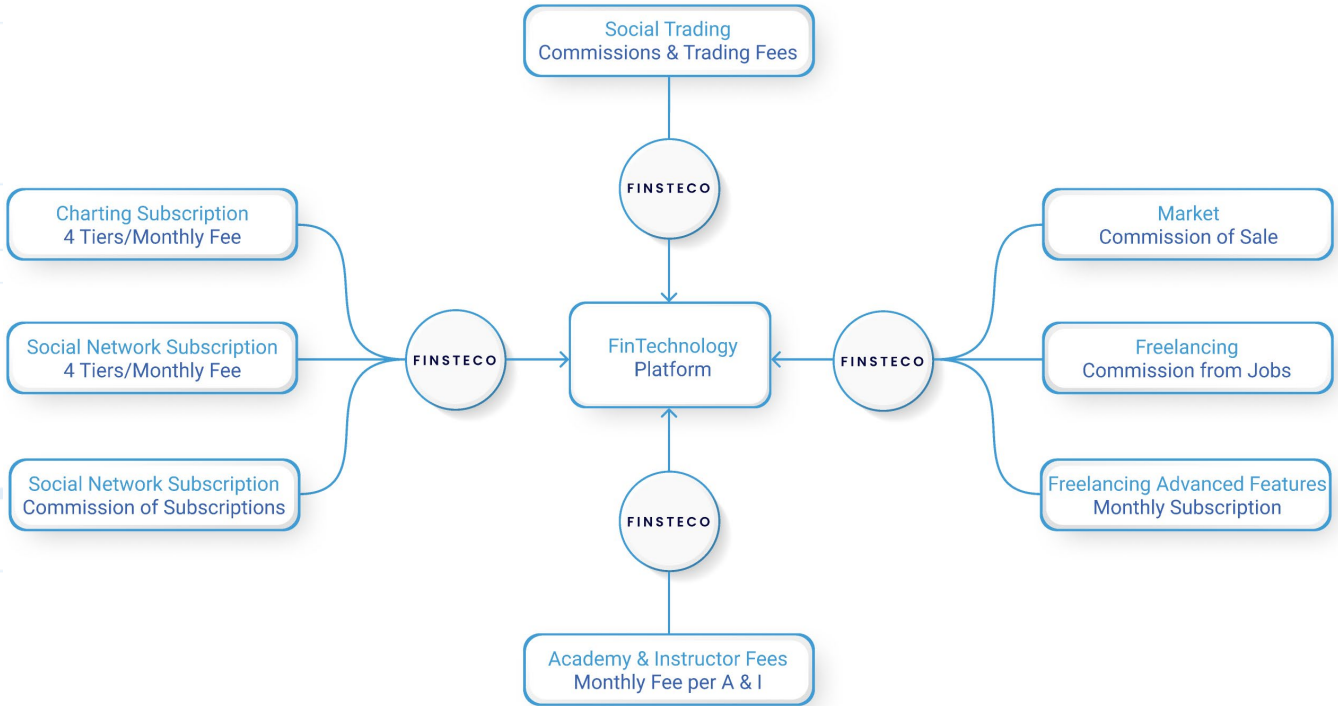 Social Trading
Commissions & Trading Fees
FINSTECO
Charting Subscription
4 Tiers/Monthly Fee
Market
Commission of Sale
Social Network Subscription
4 Tiers/Monthly Fee
FINSTECO
FinTechnology
Platform
FINSTECO
Freelancing
Commission from Jobs
Social Network Subscription
Commission of Subscriptions
Freelancing Advanced Features
Monthly Subscription
FINSTECO
Academy & Instructor Fees
Monthly Fee per A & I